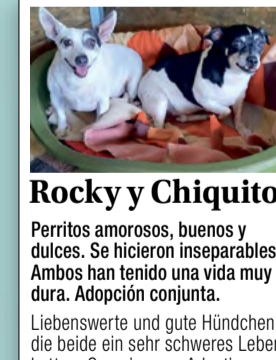 Rocky y Chiquito
Perritos amorosos, buenos y
dulces. Se hicieron inseparables
Ambos han tenido una vida muy
dura. Adopción conjunta.
Liebenswerte und gute Hündchen
die beide ein sehr schweres Leben